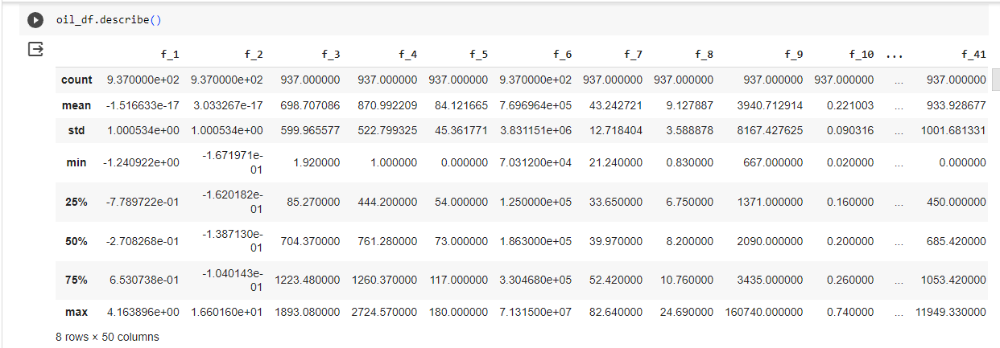 oil_df.describe()
f_1 f_2 f_3 f_4 f_5 f_6 f_7 f_8 f_9 f_10 ... f_41
count 9.370000e+02 9.370000e+02 937.000000 937.000000 937.000000 9.370000e+02 937.000000 937.000000 937.000000 937.000000 ... 937.000000
mean -1.516633e-17 3.033267e-17 698.707086 870.992209 84.121665 7.696964e+05 43.242721 9.127887 3940.712914 0.221003 ... 933.928677
std 1.000534e+00 1.000534e+00 599.965577 522.799325 45.361771 3.831151e+06 12.718404 3.588878 8167.427625 0.090316 ... 1001.681331
min -1.240922e+00 -1.671971e-01 1.920000 1.000000 0.000000 7.031200e+04 21.240000 0.830000 667.000000 0.020000 ... 0.000000
25% -7.789722e-01 -1.620182e-01 85.270000 444.200000 54.000000 1.250000e+05 33.650000 6.750000 1371.000000 0.160000 ... 450.000000
50% -2.708268e-01 -1.387130e-01 704.370000 761.280000 73.000000 1.863000e+05 39.970000 8.200000 2090.000000 0.200000 ... 685.420000
75% 6.530738e-01 -1.040143e-01 1223.480000 1260.370000 117.000000 3.304680e+05 52.420000 10.760000 3435.000000 0.260000 ... 1053.420000
max 4.163896e+00 1.660160e+01 1893.080000 2724.570000 180.000000 7.131500e+07 82.640000 24.690000 160740.000000 0.740000 ... 11949.330000
8 rows × 50 columns